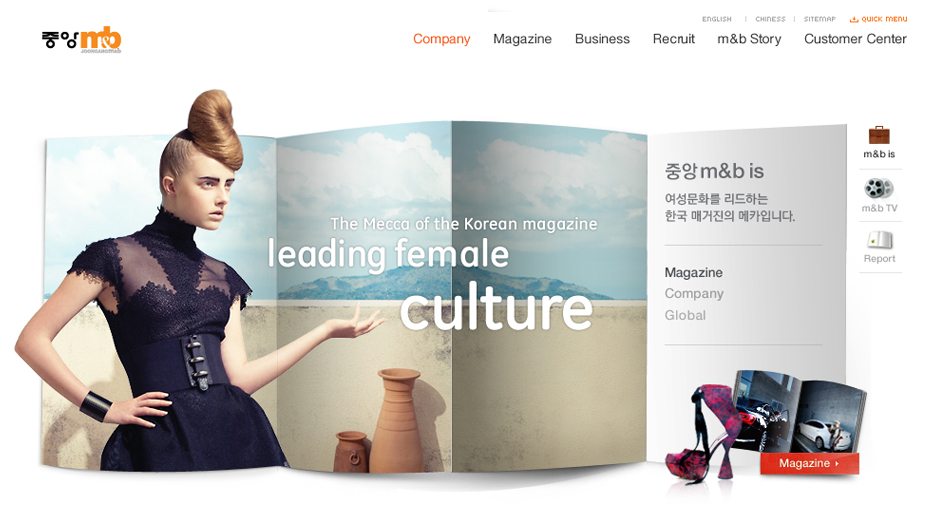 ENGLISH
CHINESS
SITEMAP
QUICK MENU
중앙 m&b
JOONGANG M&B
Company
Magazine
Business
Recruit
m&b Story
Customer Center
The Mecca of the Korean magazine
leading female
culture
중앙 m&b is
여성문화를 리드하는
한국 매거진의 메카입니다.
Magazine
Company
Global
m&b is
m&b TV
Report
Magazine